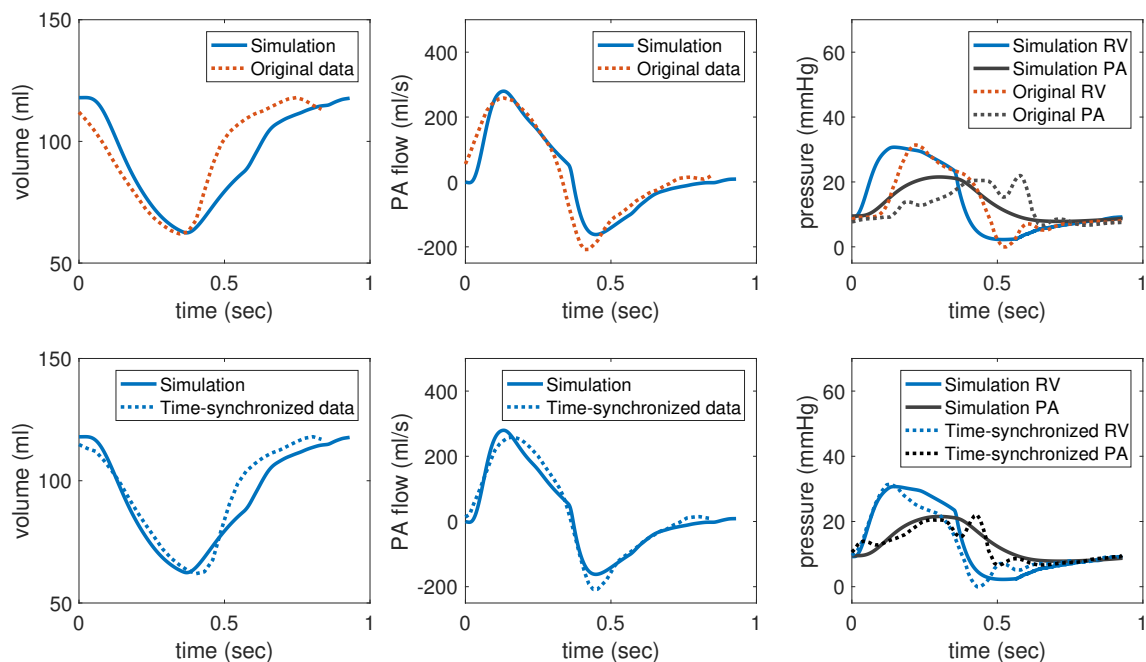 volume (ml)
150
100
50
Simulation
Original data
0
0.5
1
time (sec)
PA flow (ml/s)
400
200
0
-200
Simulation
Original data
0
0.5
1
time (sec)
pressure (mmHg)
60
40
20
0
Simulation RV
Simulation PA
Original RV
Original PA
0
0.5
1
time (sec)
volume (ml)
150
100
50
Simulation
Time-synchronized data
0
0.5
1
time (sec)
PA flow (ml/s)
400
200
0
-200
Simulation
Time-synchronized data
0
0.5
1
time (sec)
pressure (mmHg)
60
40
20
0
Simulation RV
Simulation PA
Time-synchronized RV
Time-synchronized PA
0
0.5
1
time (sec)